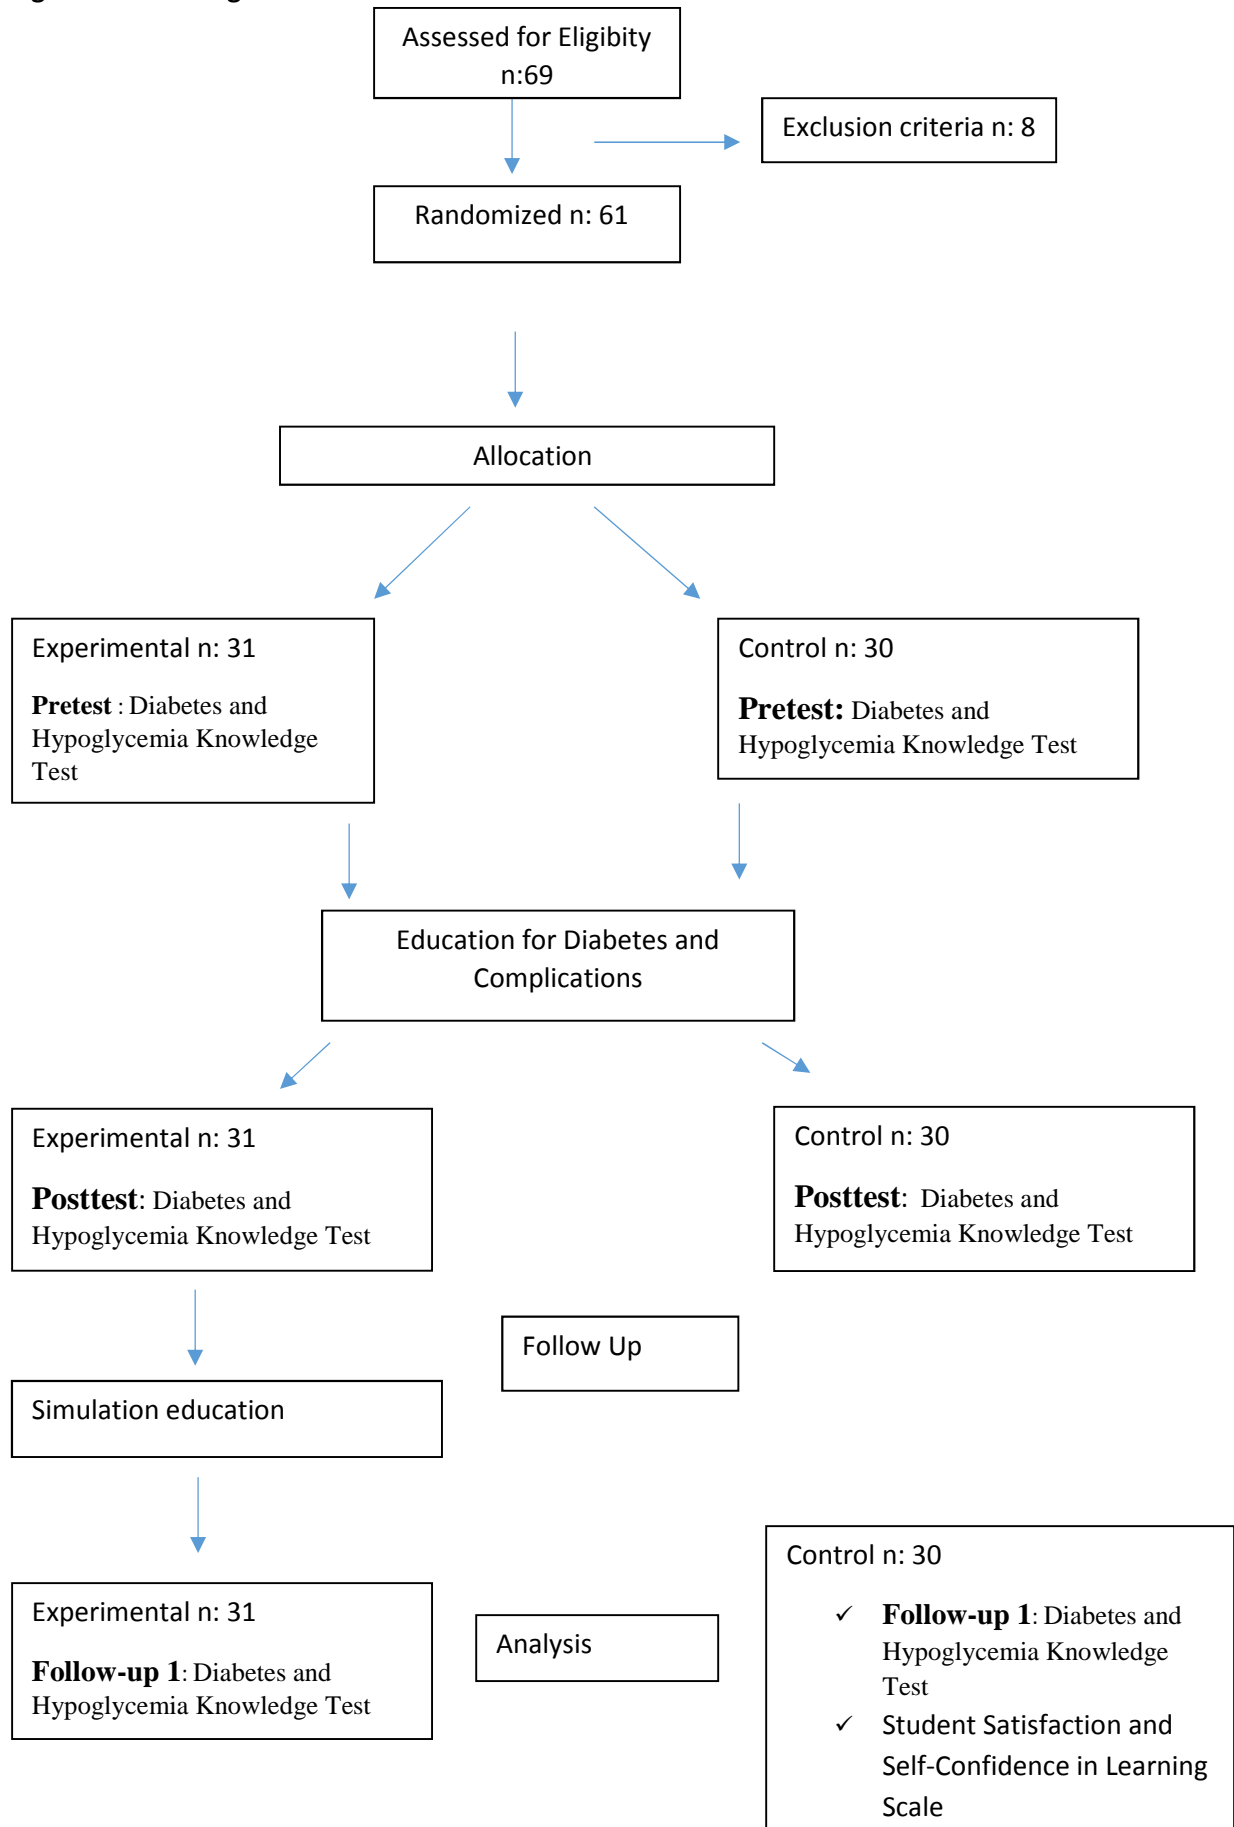 Assessed for Eligibity
n:69
Exclusion criteria n: 8
Randomized n: 61
Allocation
Experimental n: 31
Pretest : Diabetes and
Hypoglycemia Knowledge
Test
Control n: 30
Pretest: Diabetes and
Hypoglycemia Knowledge Test
Education for Diabetes and
Complications
Experimental n: 31
Posttest: Diabetes and
Hypoglycemia Knowledge Test
Control n: 30
Posttest:  Diabetes and
Hypoglycemia Knowledge Test
Follow Up
Simulation education
Experimental n: 31
Follow-up 1: Diabetes and
Hypoglycemia Knowledge Test
Analysis
Control n: 30
✓ Follow-up 1: Diabetes and
Hypoglycemia Knowledge
Test
✓ Student Satisfaction and
Self-Confidence in Learning
Scale